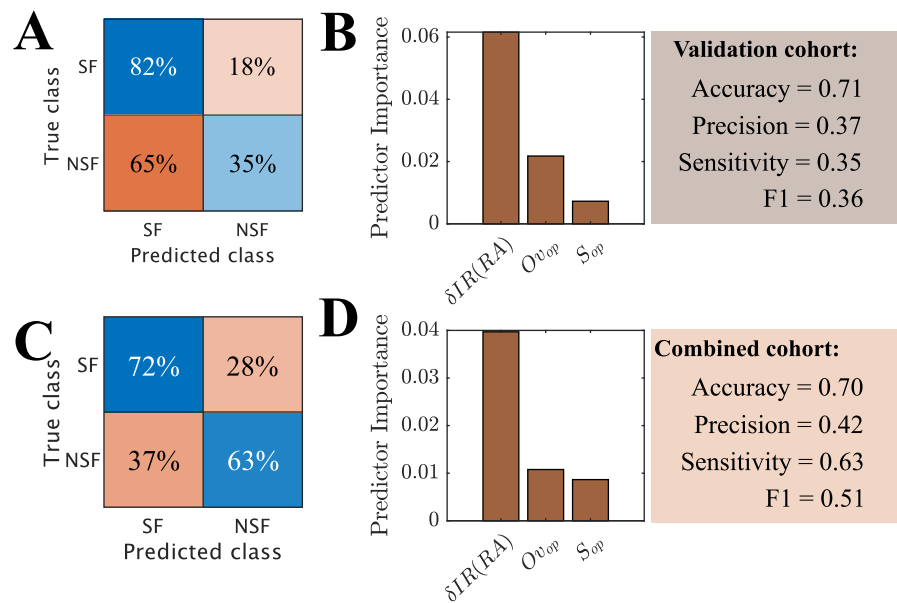 A
True class
SF
82%
18%
NSF
65%
35%
SF
NSF
Predicted class
B
Predictor Importance
0.06
0.04
0.02
0
δIR(RA)
Ov_op
S_op
Validation cohort:
Accuracy = 0.71
Precision = 0.37
Sensitivity = 0.35
F1 = 0.36
C
True class
SF
72%
28%
NSF
37%
63%
SF
NSF
Predicted class
D
Predictor Importance
0.04
0.03
0.02
0.01
0
δIR(RA)
Ov_op
S_op
Combined cohort:
Accuracy = 0.70
Precision = 0.42
Sensitivity = 0.63
F1 = 0.51